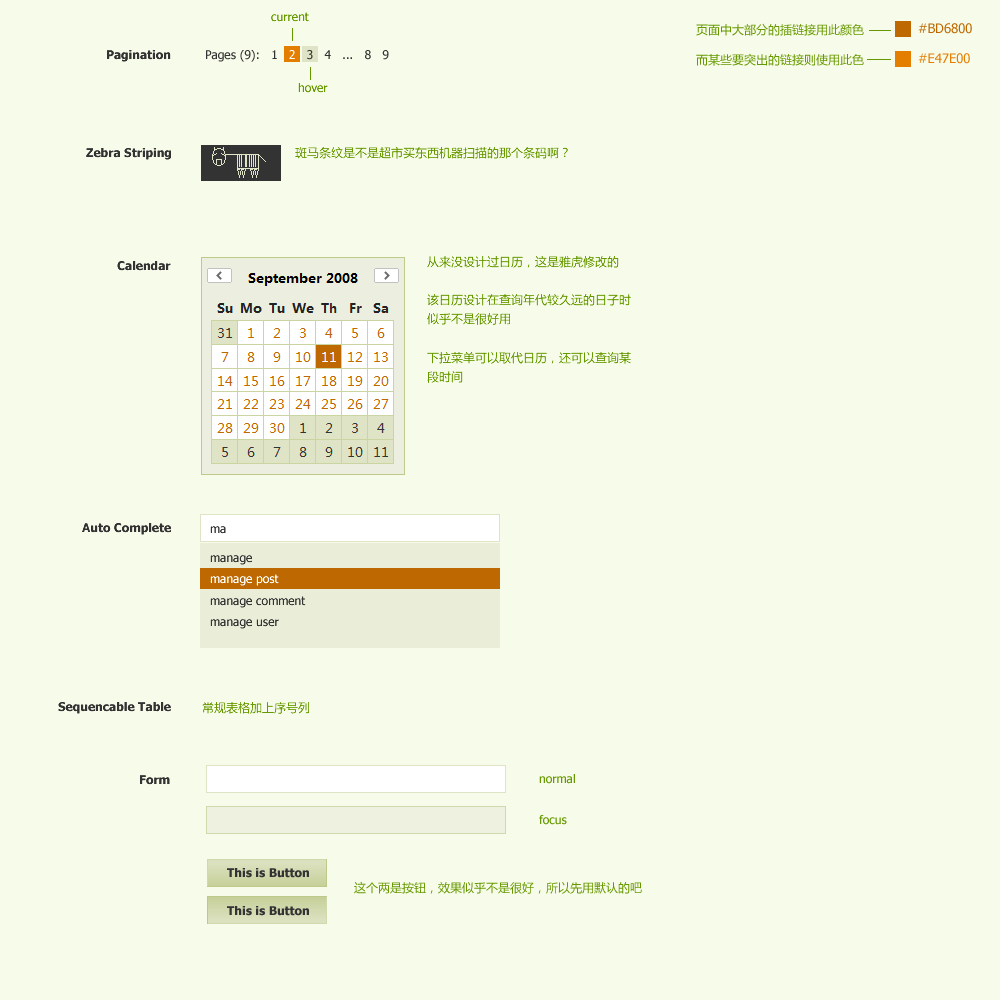 current
Pagination
Pages (9): 1 2 3 4 ... 8 9
hover
页面中大部分的插链接用此颜色 #BD6800
而某些要突出的链接则使用此色 #E47E00
Zebra Striping
斑马条纹是不是超市买东西机器扫描的那个条码啊？
Calendar
September 2008
Su Mo Tu We Th Fr Sa
31 1 2 3 4 5 6
7 8 9 10 11 12 13
14 15 16 17 18 19 20
21 22 23 24 25 26 27
28 29 30 1 2 3 4
5 6 7 8 9 10 11
从来没设计过日历，这是雅虎修改的
该日历设计在查询年代较久远的日子时
似乎不是很好用
下拉菜单可以取代日历，还可以查询某
段时间
Auto Complete
ma
manage
manage post
manage comment
manage user
Sequencable Table
常规表格加上序号列
Form
normal
focus
This is Button
这个两是按钮，效果似乎不是很好，所以先用默认的吧
This is Button